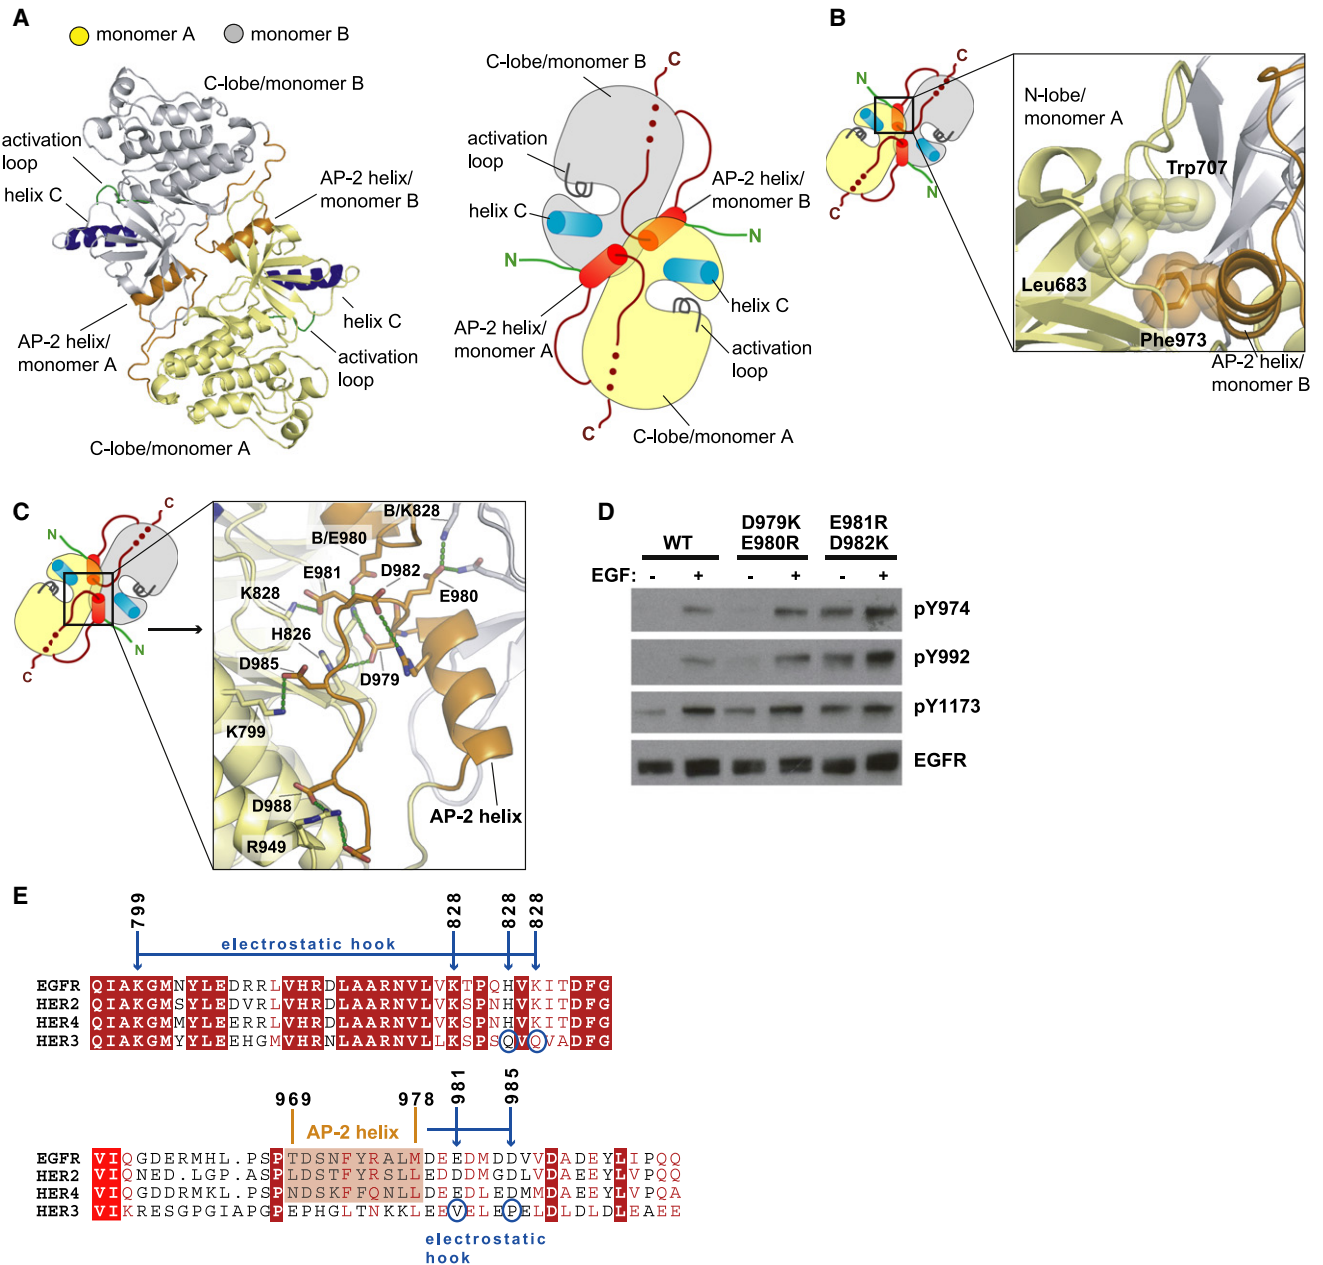 A
monomer A
monomer B
C-lobe/monomer B
activation
loop
helix C
AP-2 helix/
monomer B
AP-2 helix/
monomer A
helix C
activation
loop
C-lobe/monomer A
C-lobe/monomer B
C
activation
loop
helix C
AP-2 helix/
monomer B
N
N
helix C
AP-2 helix/
monomer A
activation
loop
C
C-lobe/monomer A
B
C
N
N
C
N-lobe/
monomer A
Trp707
Leu683
Phe973
AP-2 helix/
monomer B
C
C
N
N
C
B/K828
B/E980
E981
D982
K828
E980
H826
D985
D979
K799
D988
AP-2 helix
R949
D
WT
D979K
E980R
E981R
D982K
EGF: - + - + - +
pY974
pY992
pY1173
EGFR
E
799 828 828 828
electrostatic hook
EGFR QIAKGMNYLEDRRLVHRDLAARNVLVKTPQHVKITDFG
HER2 QIAKGMSYLEDVRLVHRDLAARNVLVKSPNHVKITDFG
HER4 QIAKGMMYLEERRLVHRDLAARNVLVKSPNHVKITDFG
HER3 QIAKGMYYLEEHGMVHRNLAARNVLLKSPSQVQVADFG
969 978 981 985
AP-2 helix
EGFR VIQGDERMHL.PSPTDSNFYRALMDEEDMDDVVDADEYLIPQQ
HER2 VIQNED.LGP.ASPLDSTFYRSLLEDDDMGDLVDAEEYLVPQQ
HER4 VIQGDDRMKL.PSPNDSKFFQNLLDEEDLEDMMDAEEYLVPQA
HER3 VIKRESGPGIAPGPEPHGLTNKKLEEVELEPELDLDLDLEAEE
electrostatic
hook